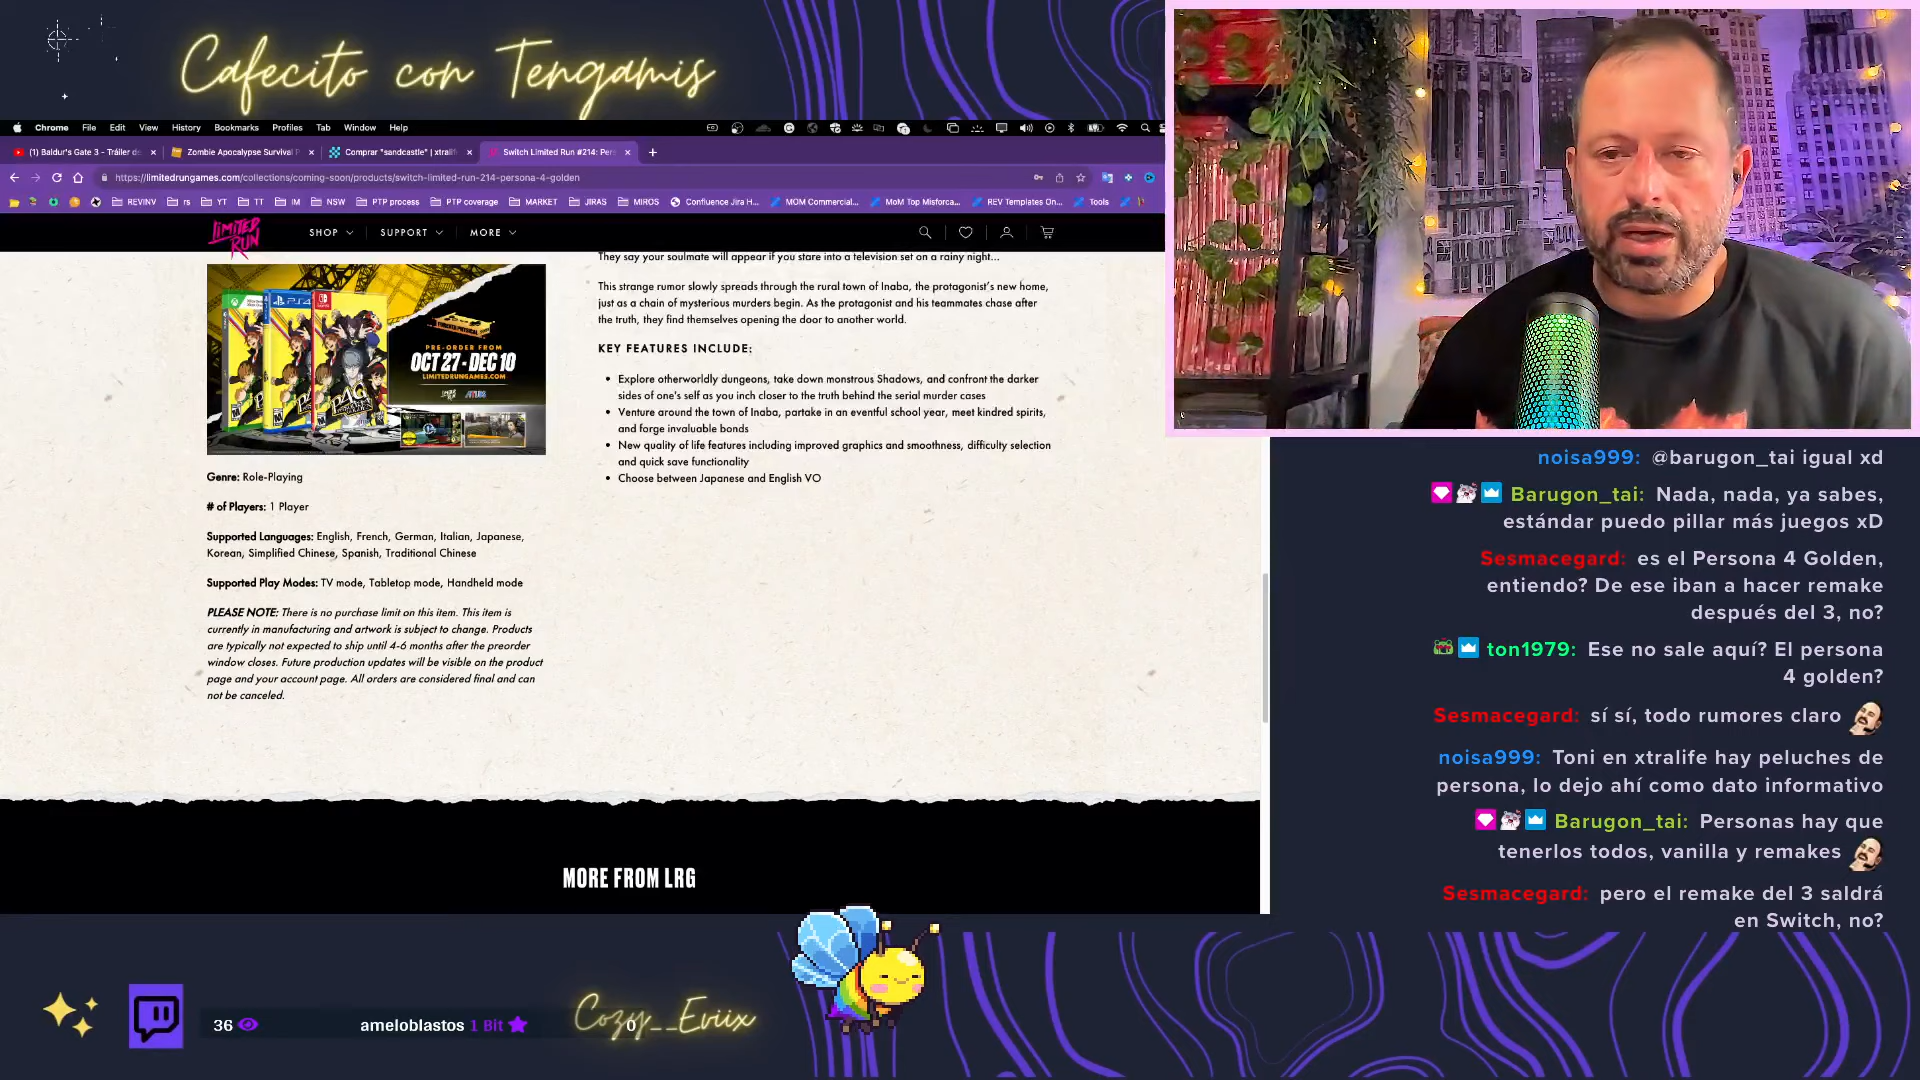 Cafecito con Tengamis
Chrome File Edit View History Bookmarks Profiles Tab Window Help
(1) Baldur's Gate 3 - Tráiler de
Zombie Apocalypse Survival P
Comprar "sandcastle" | xtralif
Switch Limited Run #214: Pers
https://limitedrungames.com/collections/coming-soon/products/switch-limited-run-214-persona-4-golden
REVINV rs YT TT IM NSW PTP process PTP coverage MARKET JIRAS MIROS Confluence Jira H... MOM Commercial... MoM Top Misforca... REV Templates On... Tools
LIMITED RUN
SHOP SUPPORT MORE
They say your soulmate will appear if you stare into a television set on a rainy night...
This strange rumor slowly spreads through the rural town of Inaba, the protagonist's new home,
just as a chain of mysterious murders begin. As the protagonist and his teammates chase after
the truth, they find themselves opening the door to another world.
KEY FEATURES INCLUDE:
Explore otherworldly dungeons, take down monstrous Shadows, and confront the darker
sides of one's self as you inch closer to the truth behind the serial murder cases
Venture around the town of Inaba, partake in an eventful school year, meet kindred spirits,
and forge invaluable bonds
New quality of life features including improved graphics and smoothness, difficulty selection
and quick save functionality
Choose between Japanese and English VO
PRE-ORDER FROM
OCT 27 - DEC 10
LIMITEDRUNGAMES.COM
Genre: Role-Playing
# of Players: 1 Player
Supported Languages: English, French, German, Italian, Japanese,
Korean, Simplified Chinese, Spanish, Traditional Chinese
Supported Play Modes: TV mode, Tabletop mode, Handheld mode
PLEASE NOTE: There is no purchase limit on this item. This item is
currently in manufacturing and artwork is subject to change. Products
are typically not expected to ship until 4-6 months after the preorder
window closes. Future production updates will be visible on the product
page and your account page. All orders are considered final and can
not be canceled.
MORE FROM LRG
noisa999: @barugon_tai igual xd
Barugon_tai: Nada, nada, ya sabes,
estándar puedo pillar más juegos xD
Sesmacegard: es el Persona 4 Golden,
entiendo? De ese iban a hacer remake
después del 3, no?
ton1979: Ese no sale aquí? El persona
4 golden?
Sesmacegard: sí sí, todo rumores claro
noisa999: Toni en xtralife hay peluches de
persona, lo dejo ahí como dato informativo
Barugon_tai: Personas hay que
tenerlos todos, vanilla y remakes
Sesmacegard: pero el remake del 3 saldrá
en Switch, no?
36
ameloblastos 1 Bit
Cozy__Eviix
0